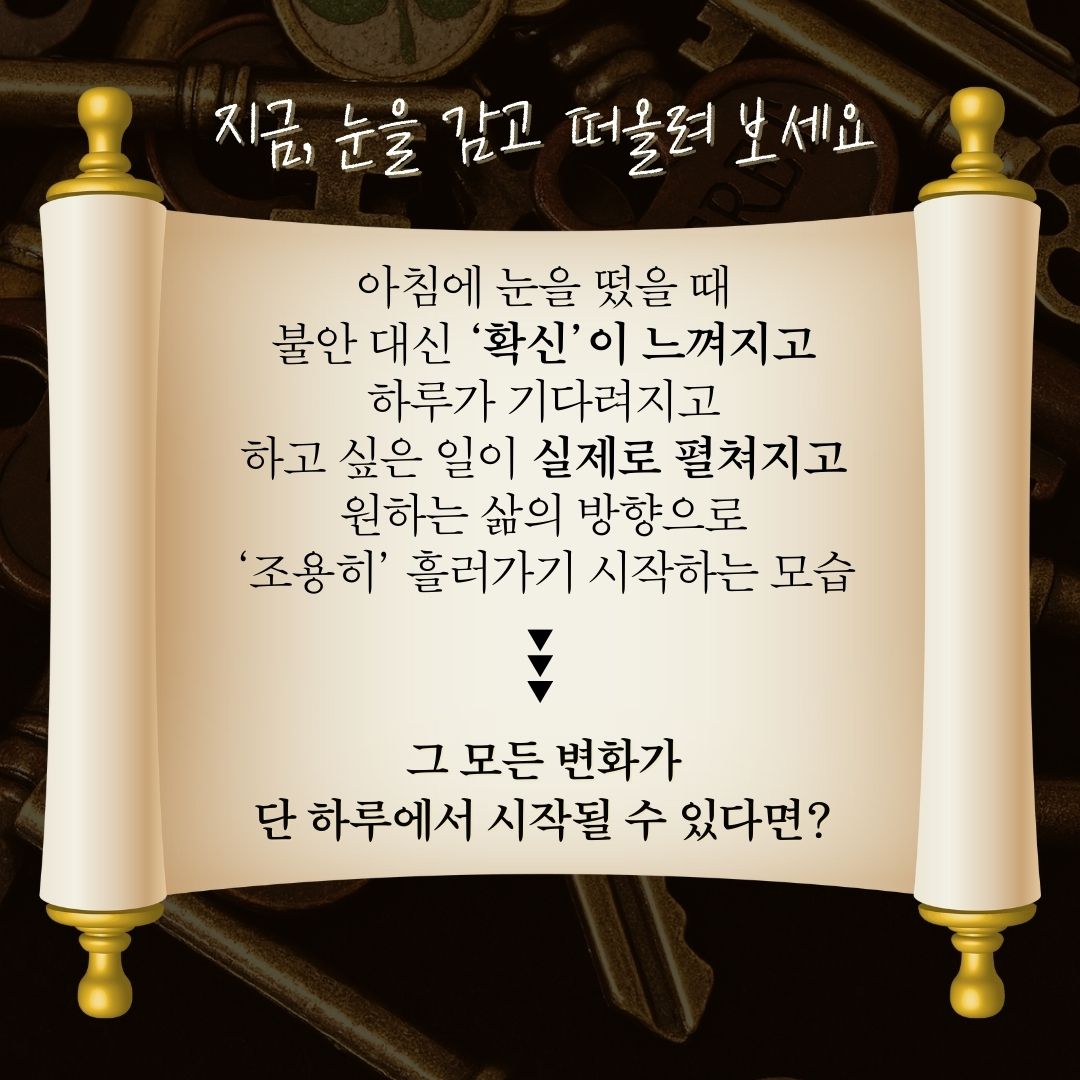 지금, 눈을 감고 떠올려 보세요
아침에 눈을 떴을 때
불안 대신 ‘확신’이 느껴지고
하루가 기다려지고
하고 싶은 일이 실제로 펼쳐지고
원하는 삶의 방향으로
‘조용히’ 흘러가기 시작하는 모습
그 모든 변화가
단 하루에서 시작될 수 있다면?